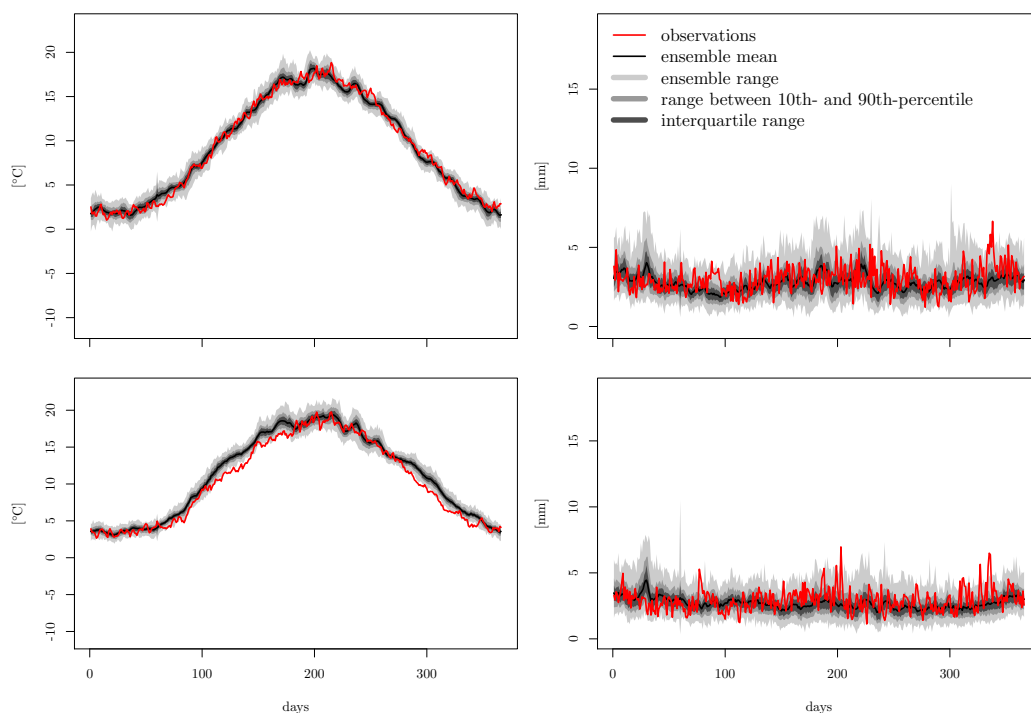 20
15
10
5
0
-5
-10
[°C]
observations
ensemble mean
ensemble range
range between 10th- and 90th-percentile
interquartile range
15
10
5
0
[mm]
20
15
10
5
0
-5
-10
[°C]
0 100 200 300
days
15
10
5
0
[mm]
0 100 200 300
days